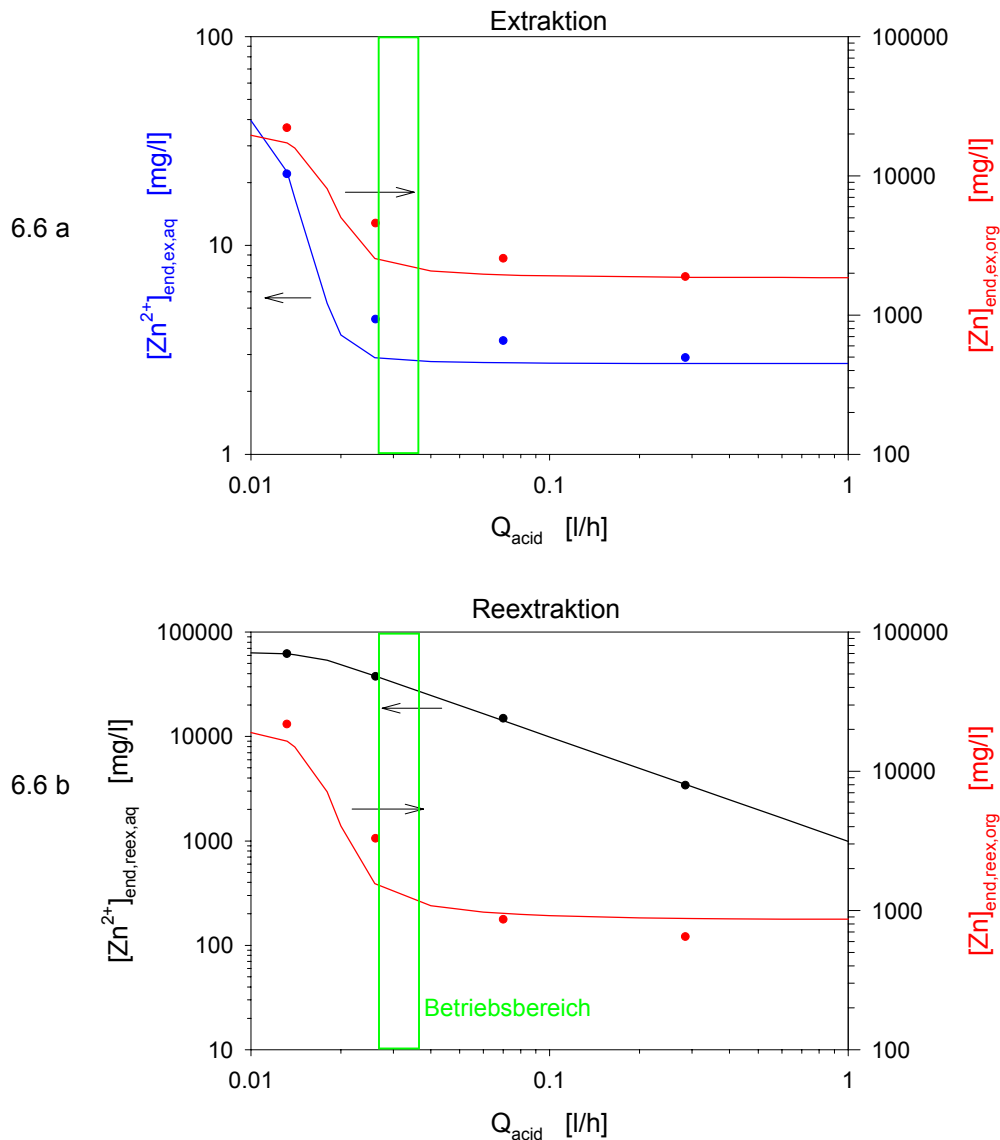 Extraktion
6.6 a
[Zn2+]end,ex,aq [mg/l]
100
10
1
100000
10000
1000
100
[Zn]end,ex,org [mg/l]
0.01
0.1
1
Qacid [l/h]
Reextraktion
6.6 b
[Zn2+]end,reex,aq [mg/l]
100000
10000
1000
100
10
100000
10000
1000
100
[Zn]end,reex,org [mg/l]
Betriebsbereich
0.01
0.1
1
Qacid [l/h]